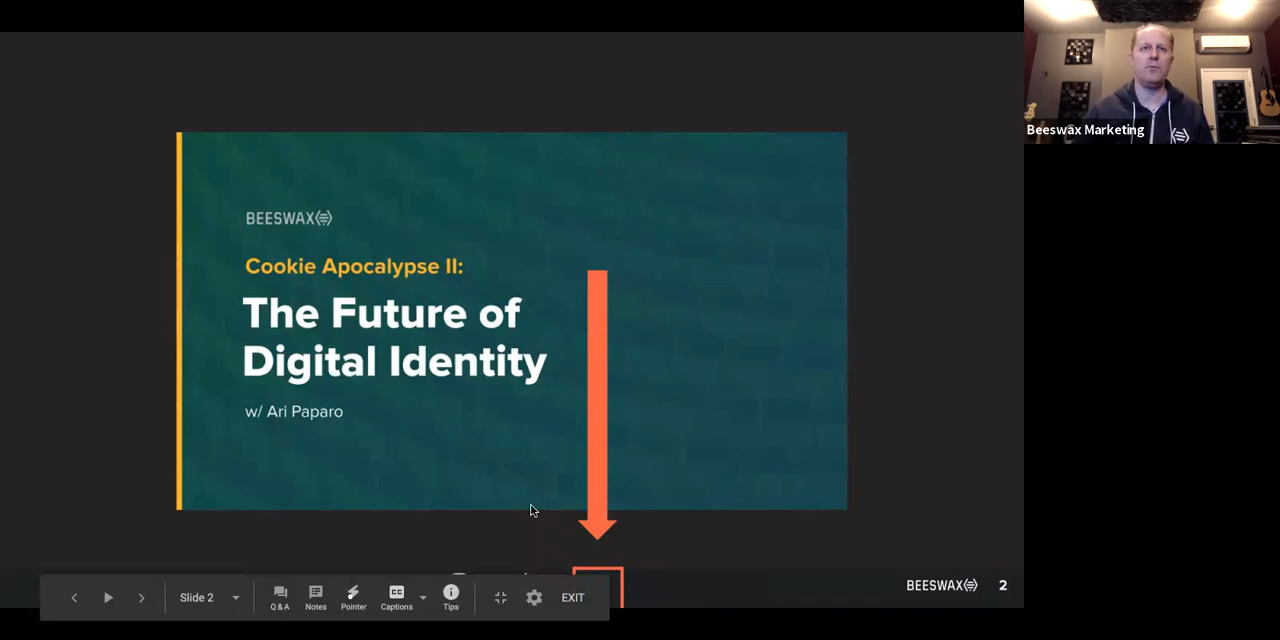 BEESWAX
Cookie Apocalypse II:
The Future of
Digital Identity
w/ Ari Paparo
Beeswax Marketing
Slide 2
Q & A
Notes
Pointer
CC
Captions
Tips
EXIT
BEESWAX
2